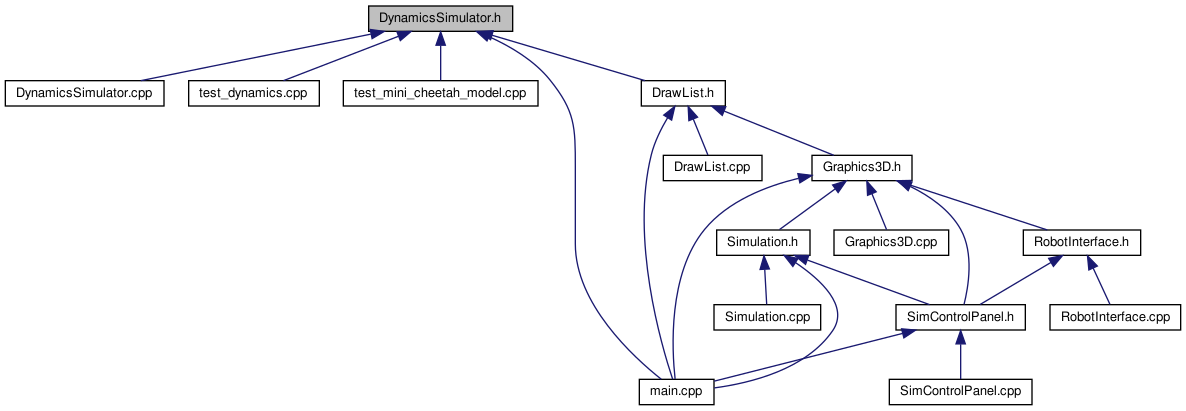 DynamicsSimulator.h
DynamicsSimulator.cpp
test_dynamics.cpp
test_mini_cheetah_model.cpp
DrawList.h
DrawList.cpp
Graphics3D.h
Simulation.h
Graphics3D.cpp
RobotInterface.h
Simulation.cpp
SimControlPanel.h
RobotInterface.cpp
main.cpp
SimControlPanel.cpp